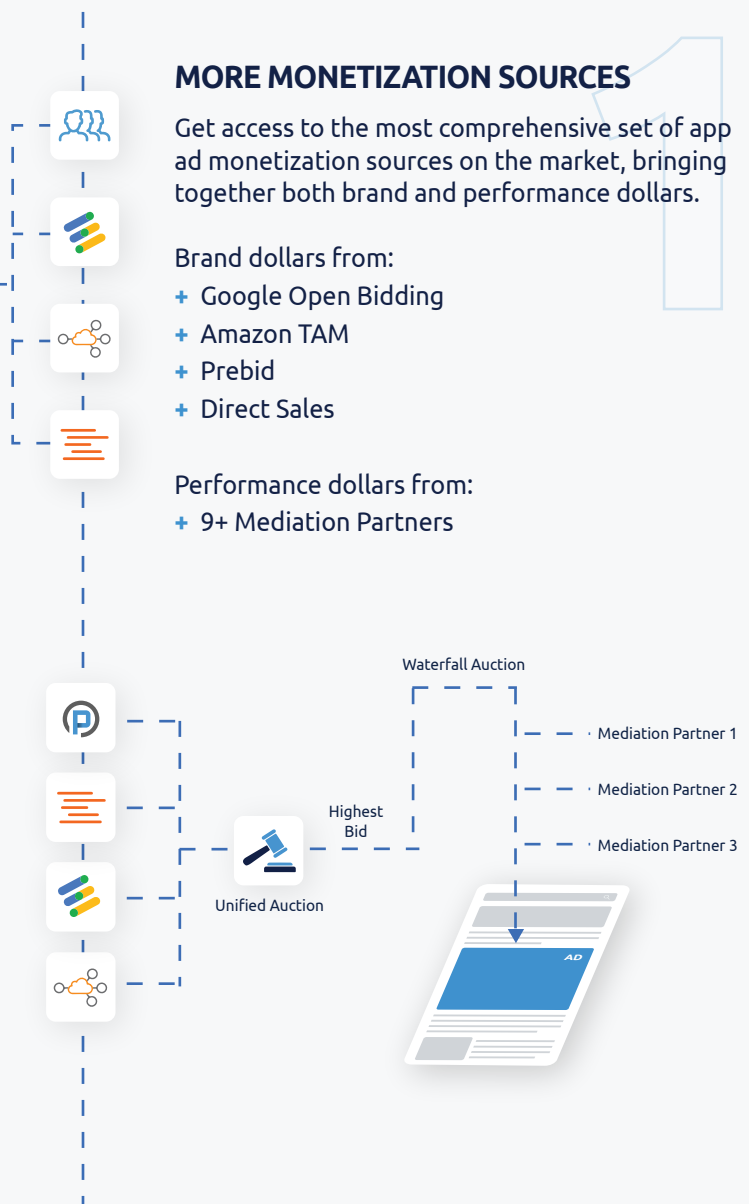 1
MORE MONETIZATION SOURCES
Get access to the most comprehensive set of app
ad monetization sources on the market, bringing
together both brand and performance dollars.
Brand dollars from:
+ Google Open Bidding
+ Amazon TAM
+ Prebid
+ Direct Sales
Performance dollars from:
+ 9+ Mediation Partners
Waterfall Auction
Mediation Partner 1
Mediation Partner 2
Mediation Partner 3
Highest
Bid
Unified Auction
AD